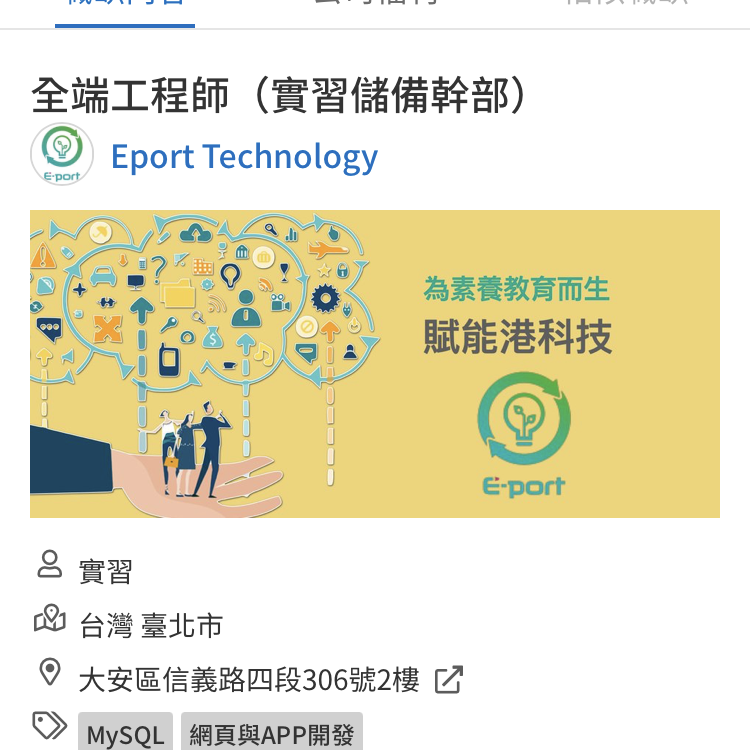 全端工程師（實習儲備幹部）
E-port
Eport Technology
為素養教育而生
賦能港科技
E-port
實習
台灣 臺北市
大安區信義路四段306號2樓
MySQL
網頁與APP開發